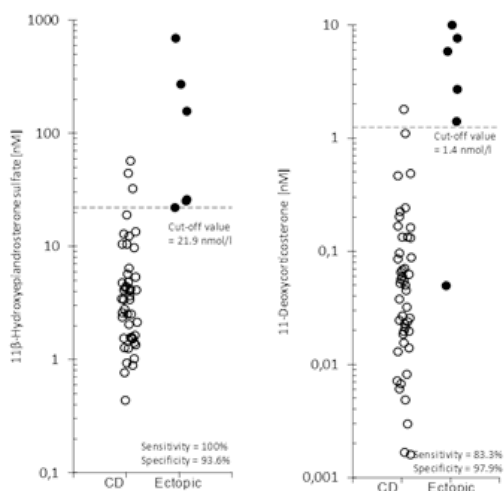 11β-Hydroxyepiandrosterone sulfate [nM]
1000
100
10
1
0,1
Cut-off value
= 21.9 nmol/l
Sensitivity = 100%
Specificity = 93.6%
CD
Ectopic
11-Deoxycorticosterone [nM]
10
1
0,1
0,01
0,001
Cut-off value
= 1.4 nmol/l
Sensitivity = 83.3%
Specificity = 97.9%
CD
Ectopic